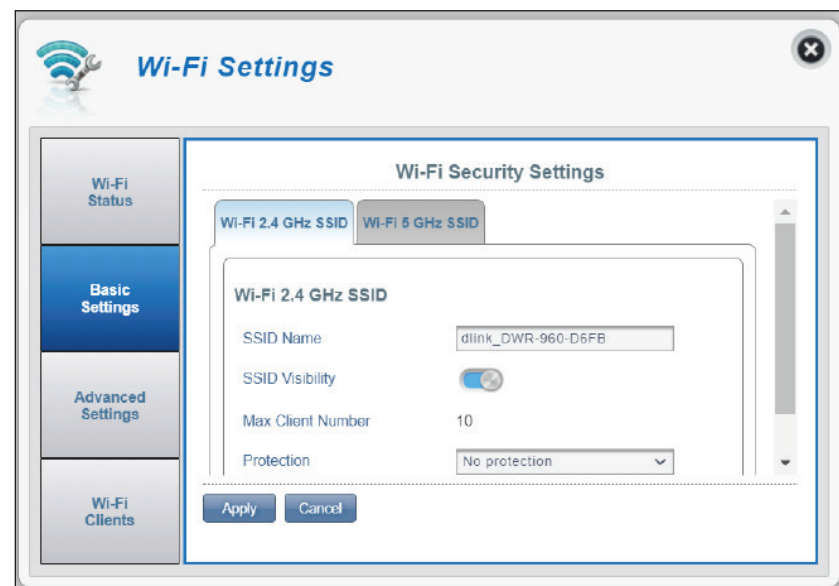 Wi-Fi Settings
Wi-Fi
Status
Basic
Settings
Advanced
Settings
Wi-Fi
Clients
Wi-Fi Security Settings
Wi-Fi 2.4 GHz SSID
Wi-Fi 5 GHz SSID
Wi-Fi 2.4 GHz SSID
SSID Name dlink_DWR-960-D6FB
SSID Visibility
Max Client Number 10
Protection No protection
Apply Cancel